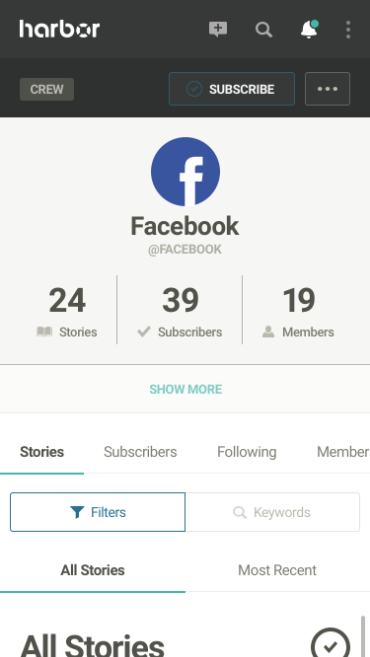 harbor
CREW
SUBSCRIBE
Facebook
@FACEBOOK
24 39 19
Stories Subscribers Members
SHOW MORE
Stories Subscribers Following Member
Filters Keywords
All Stories Most Recent
All Stories